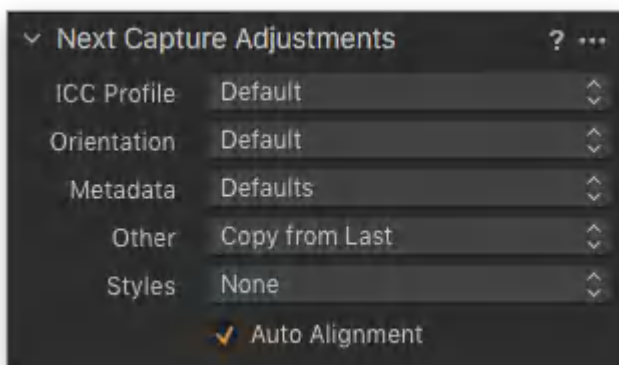 Next Capture Adjustments ? ...
ICC Profile Default
Orientation Default
Metadata Defaults
Other Copy from Last
Styles None
Auto Alignment